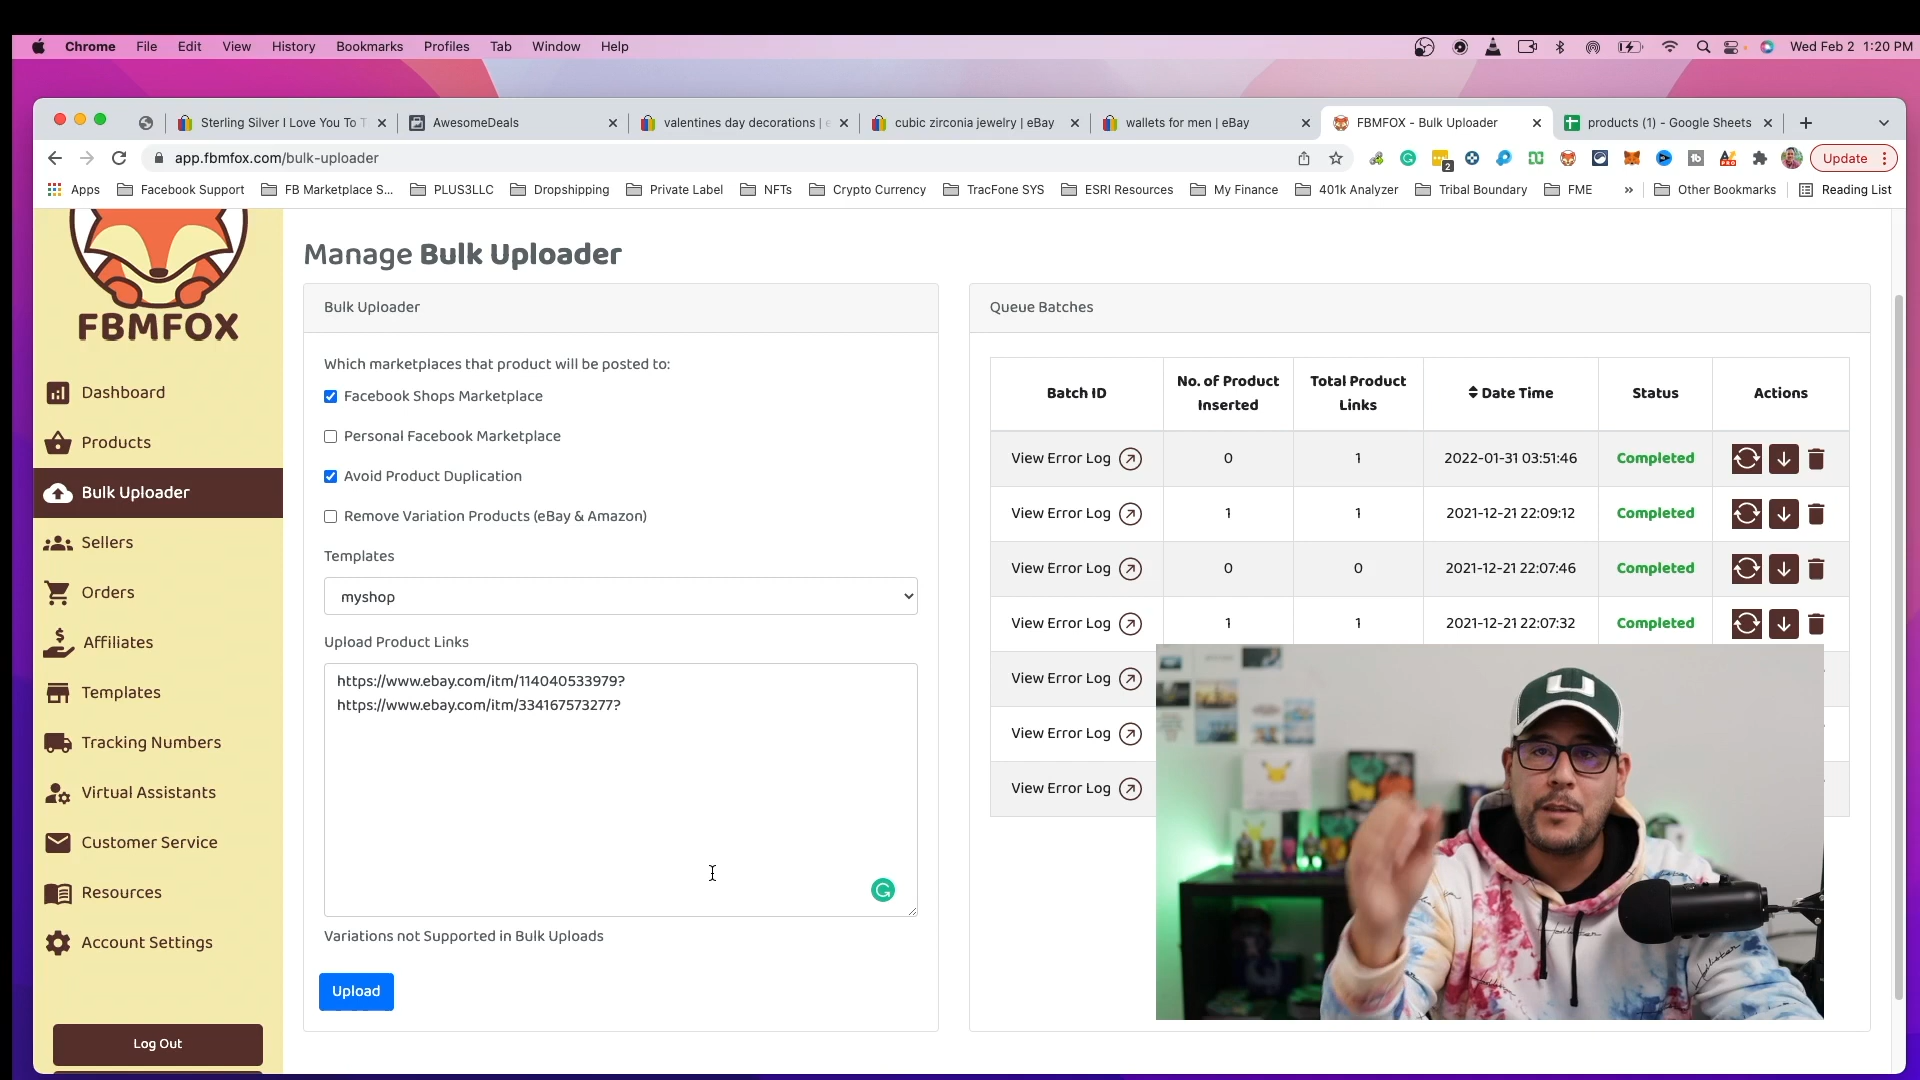 Chrome File Edit View History Bookmarks Profiles Tab Window Help Wed Feb 2 1:20 PM
Sterling Silver I Love You To T AwesomeDeals valentines day decorations | e cubic zirconia jewelry | eBay wallets for men | eBay FBMFOX - Bulk Uploader products (1) - Google Sheets
app.fbmfox.com/bulk-uploader 2 Update
Apps Facebook Support FB Marketplace S... PLUS3LLC Dropshipping Private Label NFTs Crypto Currency TracFone SYS ESRI Resources My Finance 401k Analyzer Tribal Boundary FME » Other Bookmarks Reading List
FBMFOX
Dashboard
Products
Bulk Uploader
Sellers
Orders
Affiliates
Templates
Tracking Numbers
Virtual Assistants
Customer Service
Resources
Account Settings
Log Out
Manage Bulk Uploader
Bulk Uploader
Which marketplaces that product will be posted to:
Facebook Shops Marketplace
Personal Facebook Marketplace
Avoid Product Duplication
Remove Variation Products (eBay & Amazon)
Templates
myshop
Upload Product Links
https://www.ebay.com/itm/114040533979?
https://www.ebay.com/itm/334167573277?
Variations not Supported in Bulk Uploads
Upload
Queue Batches
Batch ID No. of Product Inserted Total Product Links Date Time Status Actions
View Error Log 0 1 2022-01-31 03:51:46 Completed
View Error Log 1 1 2021-12-21 22:09:12 Completed
View Error Log 0 0 2021-12-21 22:07:46 Completed
View Error Log 1 1 2021-12-21 22:07:32 Completed
View Error Log
View Error Log
View Error Log
U